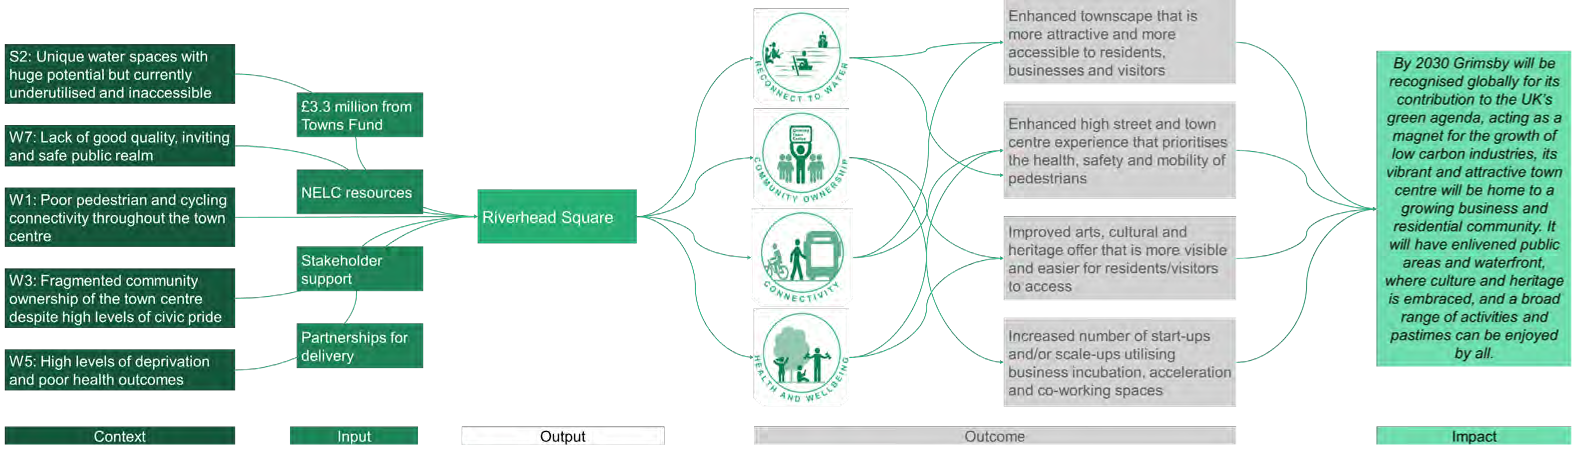 S2: Unique water spaces with
huge potential but currently
underutilised and inaccessible
W7: Lack of good quality, inviting
and safe public realm
W1: Poor pedestrian and cycling
connectivity throughout the town
centre
W3: Fragmented community
ownership of the town centre
despite high levels of civic pride
W5: High levels of deprivation
and poor health outcomes
Context
£3.3 million from
Towns Fund
NELC resources
Stakeholder
support
Partnerships for
delivery
Input
Riverhead Square
Output
RECONNECT TO WATER
COMMUNITY OWNERSHIP
CONNECTIVITY
HEALTH AND WELLBEING
Enhanced townscape that is
more attractive and more
accessible to residents,
businesses and visitors
Enhanced high street and town
centre experience that prioritises
the health, safety and mobility of
pedestrians
Improved arts, cultural and
heritage offer that is more visible
and easier for residents/visitors
to access
Increased number of start-ups
and/or scale-ups utilising
business incubation, acceleration
and co-working spaces
Outcome
By 2030 Grimsby will be
recognised globally for its
contribution to the UK's
green agenda, acting as a
magnet for the growth of
low carbon industries, its
vibrant and attractive town
centre will be home to a
growing business and
residential community. It
will have enlivened public
areas and waterfront,
where culture and heritage
is embraced, and a broad
range of activities and
pastimes can be enjoyed
by all.
Impact